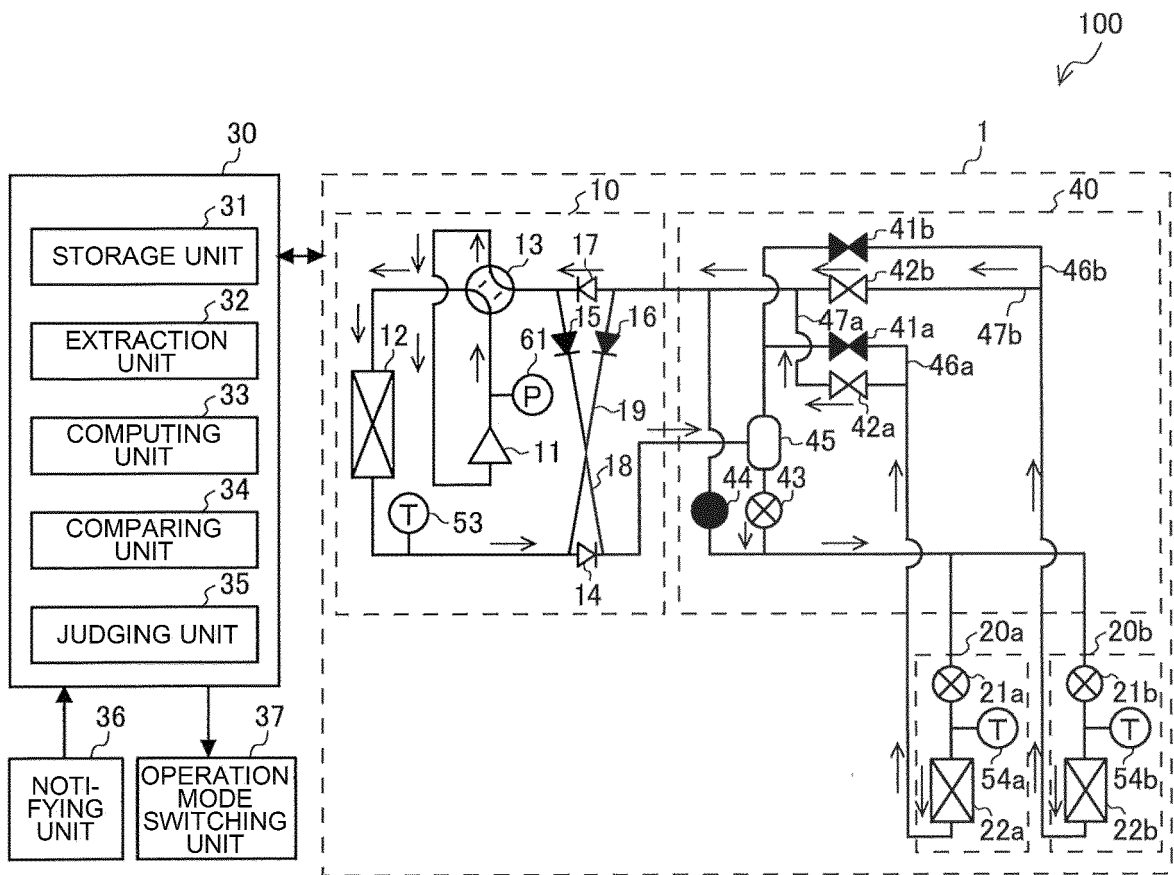 100
1
30
10
40
31
STORAGE UNIT
13
17
41b
42b
46b
32
EXTRACTION
UNIT
12
61
15
16
47a
41a
47b
46a
P
33
COMPUTING
UNIT
19
42a
11
45
18
34
COMPARING
UNIT
T
53
44
43
14
35
JUDGING UNIT
20a
20b
21a
21b
36
NOTI-
FYING
UNIT
37
OPERATION
MODE
SWITCHING
UNIT
T
T
54a
54b
22a
22b